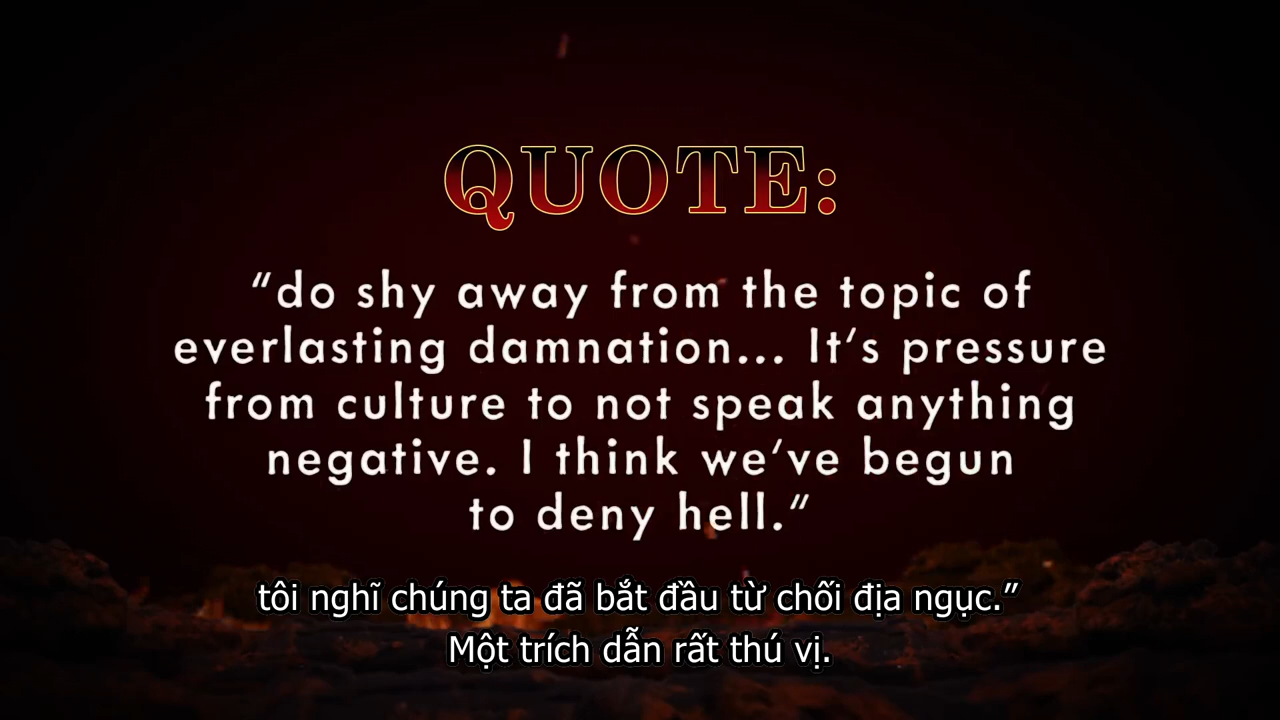 QUOTE:
“do shy away from the topic of
everlasting damnation... It’s pressure
from culture to not speak anything
negative. I think we’ve begun
to deny hell.”
tôi nghĩ chúng ta đã bắt đầu từ chối địa ngục.”
Một trích dẫn rất thú vị.